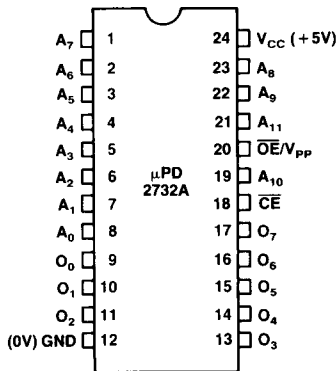 A7 1 24 VCC (+5V)
A6 2 23 A8
A5 3 22 A9
A4 4 21 A11
A3 5 20 O̅E̅/VPP
A2 6 μPD 19 A10
2732A
A1 7 18 C̅E̅
A0 8 17 O7
O0 9 16 O6
O1 10 15 O5
O2 11 14 O4
(0V) GND 12 13 O3